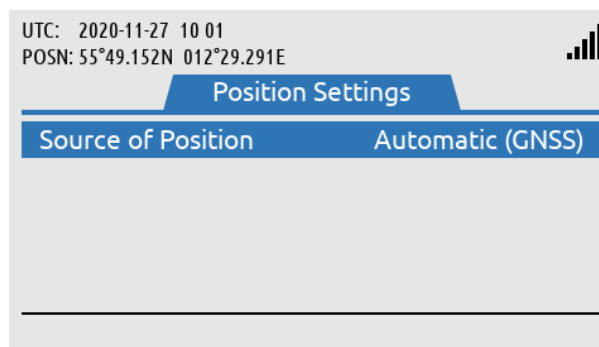 UTC: 2020-11-27 10 01
POSN: 55°49.152N 012°29.291E
Position Settings
Source of Position Automatic (GNSS)